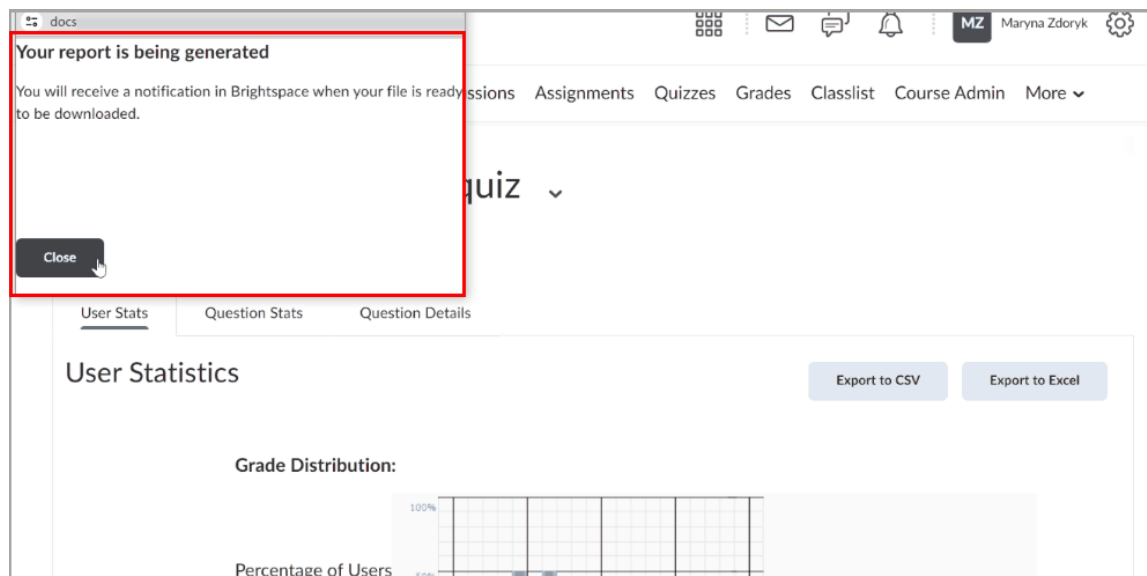 docs
Your report is being generated
You will receive a notification in Brightspace when your file is ready
to be downloaded.
Close
MZ Maryna Zdoryk
Assignments Quizzes Grades Classlist Course Admin More
quiz
User Stats Question Stats Question Details
User Statistics
Export to CSV Export to Excel
Grade Distribution:
100%
Percentage of Users